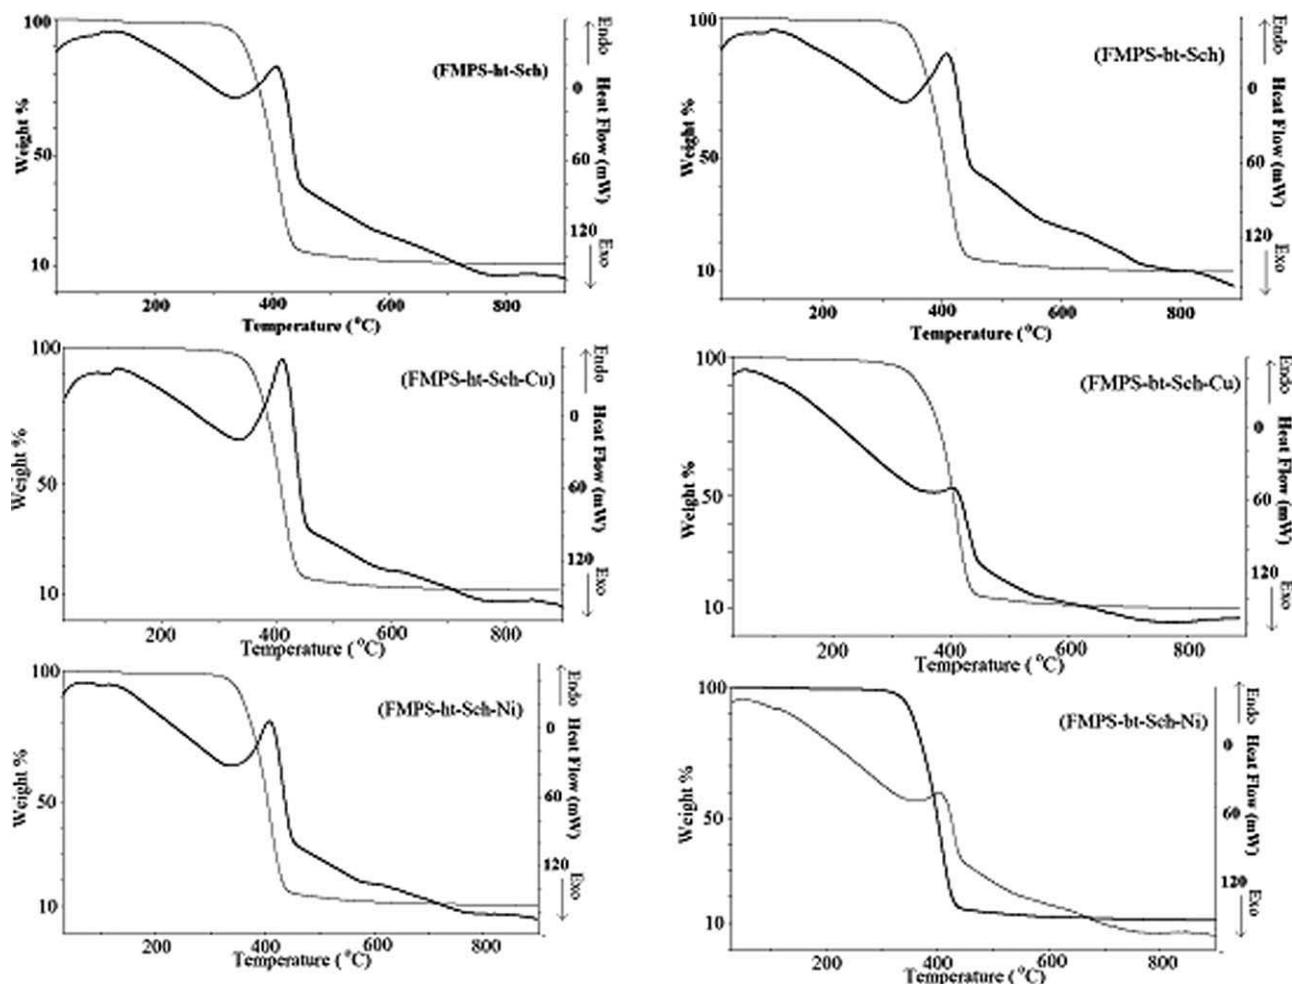 100
50
10
Weight %
(FMPS-ht-Sch)
Endo
0
60
120
Heat Flow (mW)
Exo
200
400
600
800
Temperature (°C)
100
50
10
Weight %
(FMPS-bt-Sch)
Endo
0
60
120
Heat Flow (mW)
Exo
200
400
600
800
Temperature (°C)
100
50
10
Weight %
(FMPS-ht-Sch-Cu)
Endo
0
60
120
Heat Flow (mW)
Exo
200
400
600
800
Temperature (°C)
100
50
10
Weight %
(FMPS-bt-Sch-Cu)
Endo
0
60
120
Heat Flow (mW)
Exo
200
400
600
800
Temperature (°C)
100
50
10
Weight %
(FMPS-ht-Sch-Ni)
Endo
0
60
120
Heat Flow (mW)
Exo
200
400
600
800
Temperature (°C)
100
50
10
Weight %
(FMPS-bt-Sch-Ni)
Endo
0
60
120
Heat Flow (mW)
Exo
200
400
600
800
Temperature (°C)